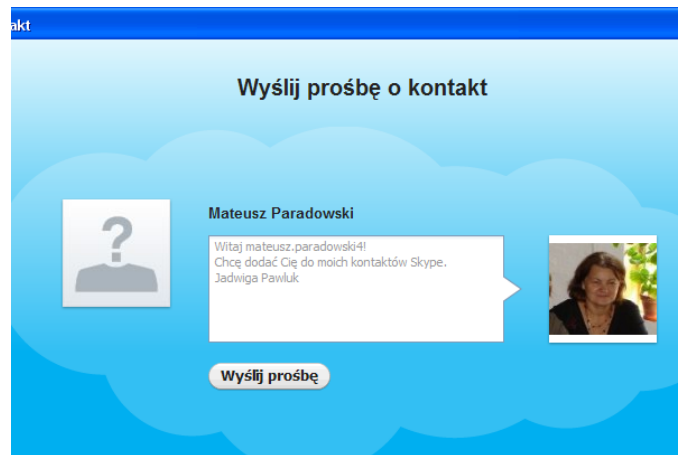 akt
Wyślij prośbę o kontakt
Mateusz Paradowski
Witaj mateusz.paradowski4!
Chcę dodać Cię do moich kontaktów Skype.
Jadwiga Pawluk
Wyślij prośbę